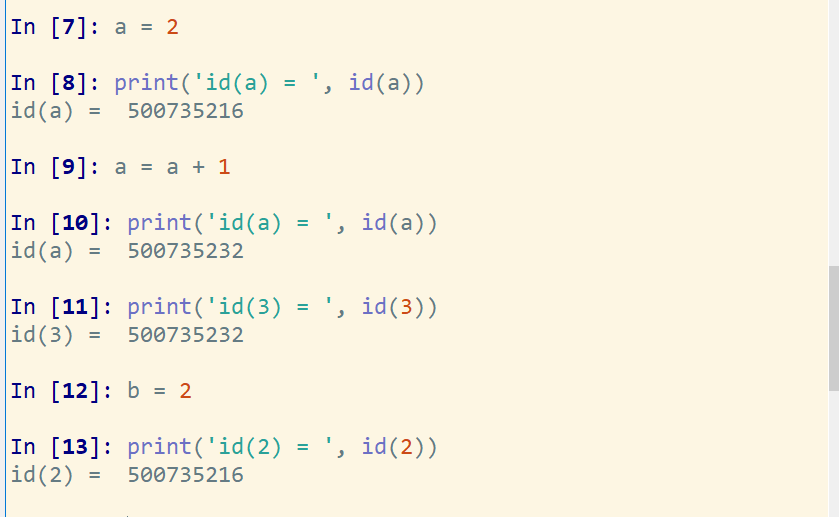 In [7]: a = 2
In [8]: print('id(a) = ', id(a))
id(a) =  500735216
In [9]: a = a + 1
In [10]: print('id(a) = ', id(a))
id(a) =  500735232
In [11]: print('id(3) = ', id(3))
id(3) =  500735232
In [12]: b = 2
In [13]: print('id(2) = ', id(2))
id(2) =  500735216